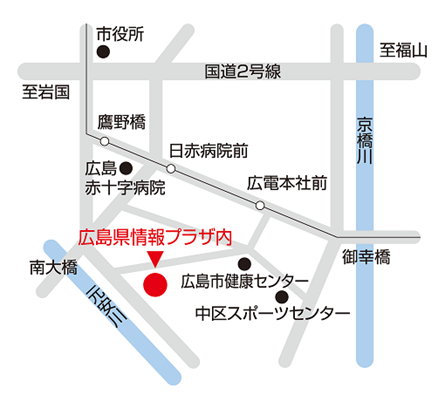 市役所
至福山
国道2号線
至岩国
鷹野橋
京橋川
日赤病院前
広島
赤十字病院
広電本社前
広島県情報プラザ内
御幸橋
南大橋
広島市健康センター
元安川
中区スポーツセンター